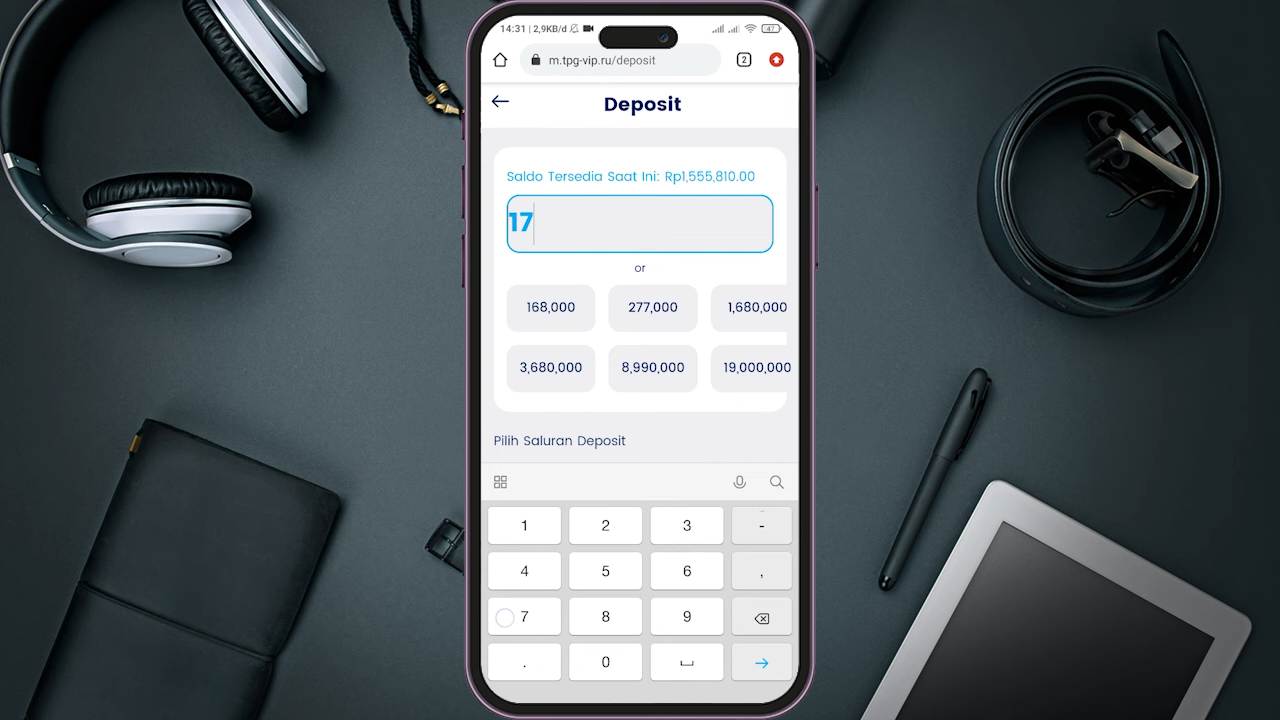 14:31 | 2,9KB/d
47
m.tpg-vip.ru/deposit
2
Deposit
Saldo Tersedia Saat Ini: Rp1,555,810.00
17
or
168,000 277,000 1,680,000
3,680,000 8,990,000 19,000,000
Pilih Saluran Deposit
1 2 3 -
4 5 6 ,
7 8 9
. 0